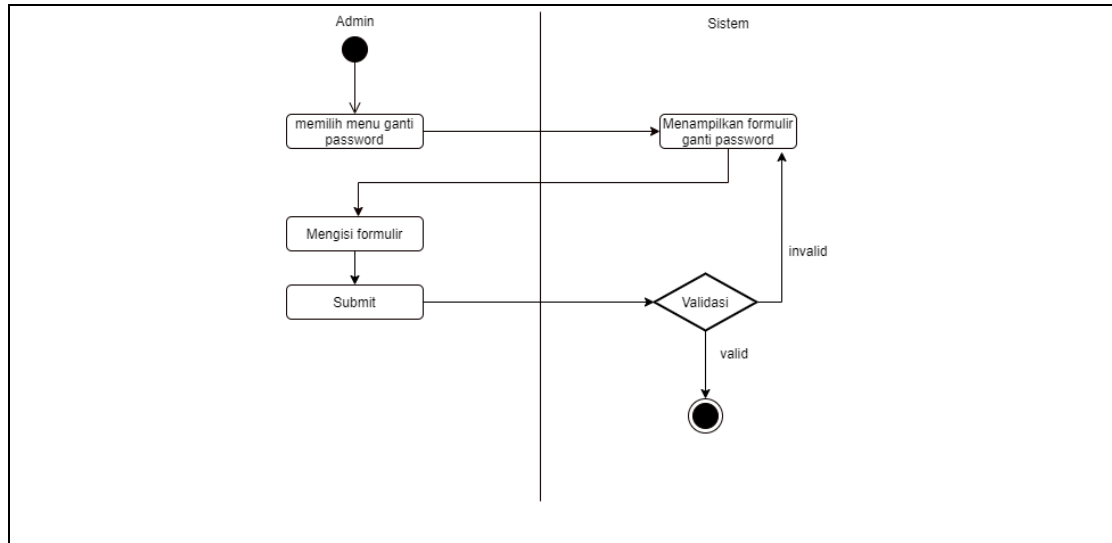 Admin
Sistem
memilih menu ganti
password
Menampilkan formulir
ganti password
Mengisi formulir
invalid
Submit
Validasi
valid